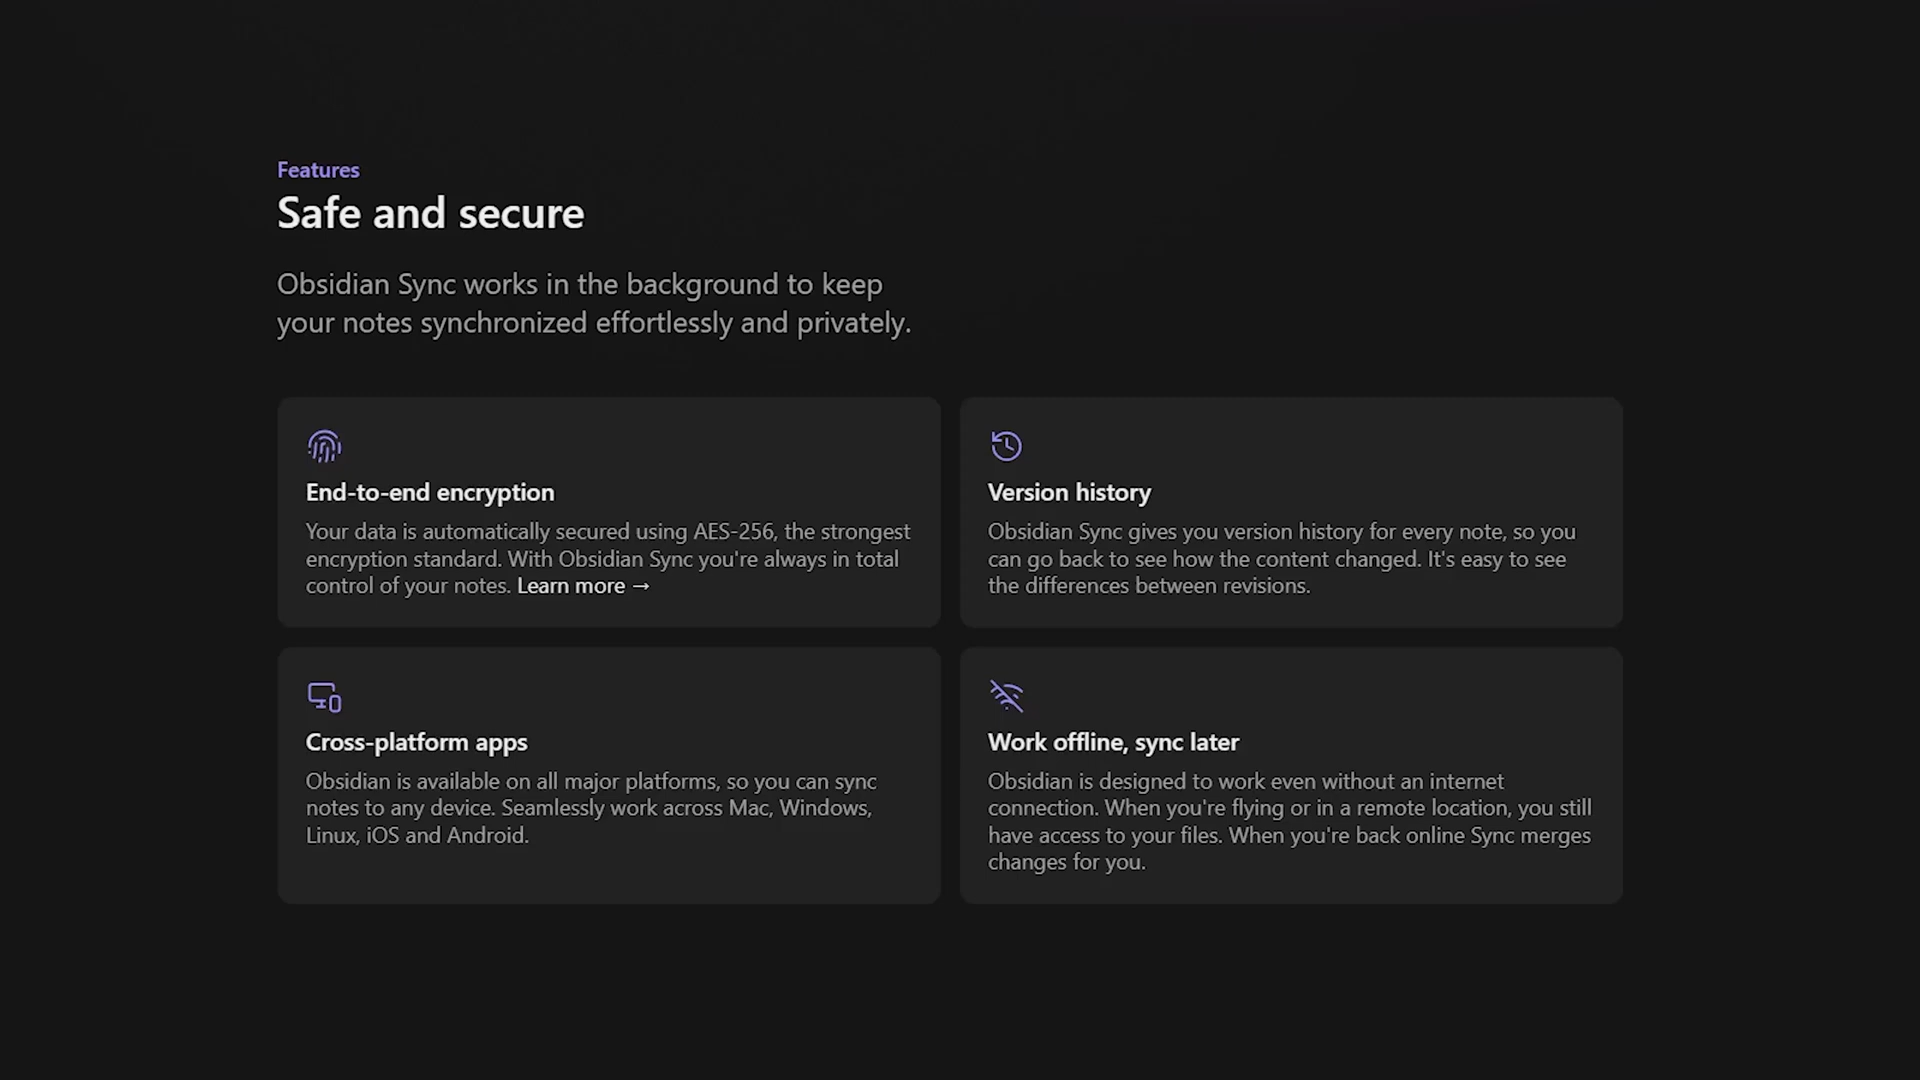 Features
Safe and secure
Obsidian Sync works in the background to keep
your notes synchronized effortlessly and privately.
End-to-end encryption
Your data is automatically secured using AES-256, the strongest
encryption standard. With Obsidian Sync you're always in total
control of your notes. Learn more →
Version history
Obsidian Sync gives you version history for every note, so you
can go back to see how the content changed. It's easy to see
the differences between revisions.
Cross-platform apps
Obsidian is available on all major platforms, so you can sync
notes to any device. Seamlessly work across Mac, Windows,
Linux, iOS and Android.
Work offline, sync later
Obsidian is designed to work even without an internet
connection. When you're flying or in a remote location, you still
have access to your files. When you're back online Sync merges
changes for you.